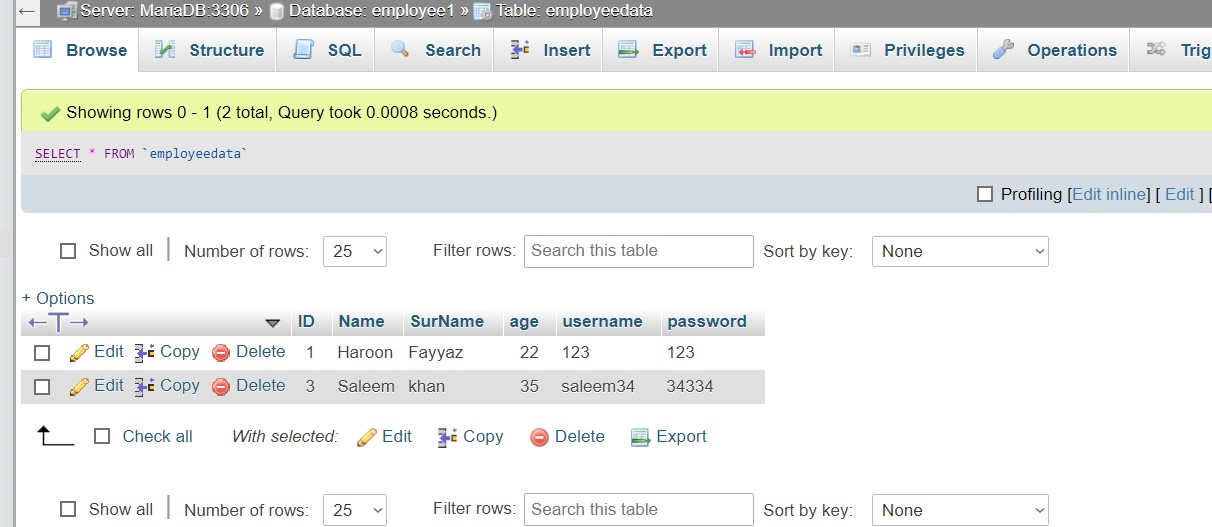 Server: MariaDB:3306 » Database: employee1 » Table: employeedata
Browse Structure SQL Search Insert Export Import Privileges Operations Trig
Showing rows 0 - 1 (2 total, Query took 0.0008 seconds.)
SELECT * FROM `employeedata`
Profiling [Edit inline] [ Edit ] [
Show all | Number of rows: 25 Filter rows: Search this table Sort by key: None
+ Options
←T→ ID Name SurName age username password
Edit Copy Delete 1 Haroon Fayyaz 22 123 123
Edit Copy Delete 3 Saleem khan 35 saleem34 34334
Check all With selected: Edit Copy Delete Export
Show all | Number of rows: 25 Filter rows: Search this table Sort by key: None